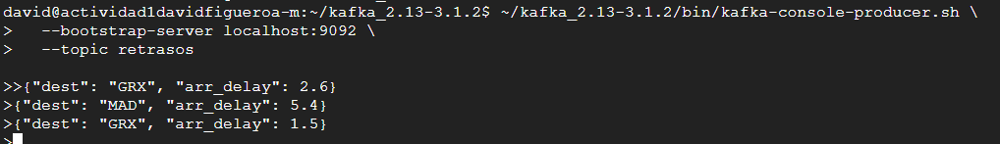 david@actividad1davidfigueroa-m:~/kafka_2.13-3.1.2$ ~/kafka_2.13-3.1.2/bin/kafka-console-producer.sh \
>   --bootstrap-server localhost:9092 \
>   --topic retrasos
>>{"dest": "GRX", "arr_delay": 2.6}
>{"dest": "MAD", "arr_delay": 5.4}
>{"dest": "GRX", "arr_delay": 1.5}
>